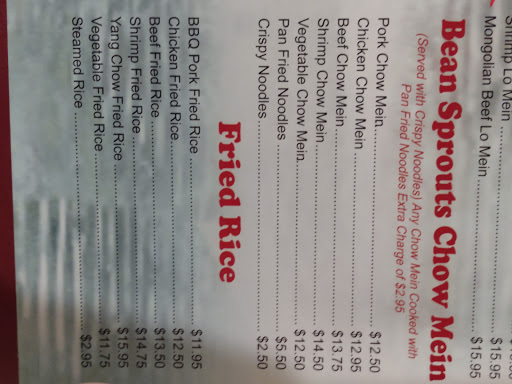 Shrimp Lo Mein
Mongolian Beef Lo Mein ........ $15.95
$15.95
Bean Sprouts Chow Mein
(Served with Crispy Noodles) Any Chow Mein Cooked with
Pan Fried Noodles Extra Charge of $2.95
Pork Chow Mein ........ $12.50
Chicken Chow Mein ........ $12.95
Beef Chow Mein ........ $13.75
Shrimp Chow Mein ........ $14.50
Vegetable Chow Mein ........ $12.50
Pan Fried Noodles ........ $5.50
Crispy Noodles ........ $2.50
Fried Rice
BBQ Pork Fried Rice ........ $11.95
Chicken Fried Rice ........ $12.50
Beef Fried Rice ........ $13.50
Shrimp Fried Rice ........ $14.75
Yang Chow Fried Rice ........ $15.95
Vegetable Fried Rice ........ $11.75
Steamed Rice ........ $2.95